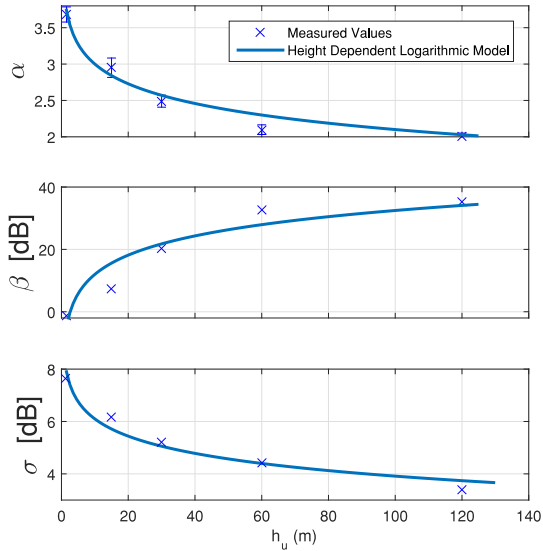 Measured Values
Height Dependent Logarithmic Model
α
3.5
3
2.5
2
β [dB]
40
20
0
σ [dB]
8
6
4
0 20 40 60 80 100 120 140
h_u (m)